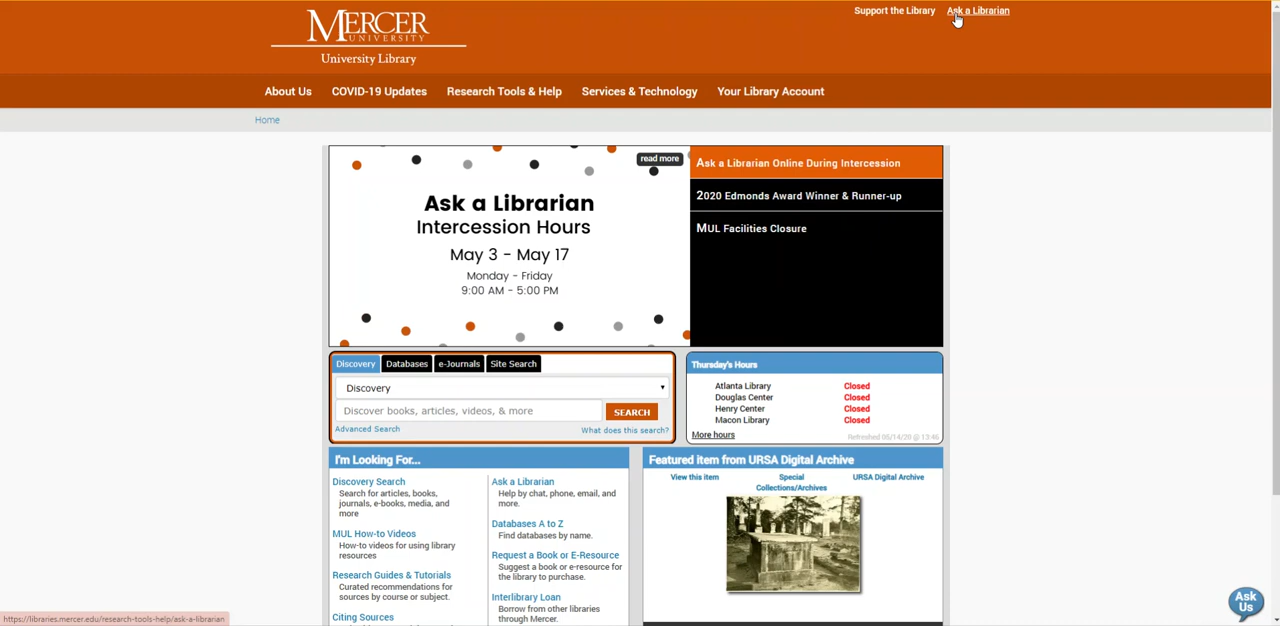 Support the Library
Ask a Librarian
MERCER
UNIVERSITY
University Library
About Us
COVID-19 Updates
Research Tools & Help
Services & Technology
Your Library Account
Home
read more
Ask a Librarian
Intercession Hours
May 3 - May 17
Monday - Friday
9:00 AM - 5:00 PM
Ask a Librarian Online During Intercession
2020 Edmonds Award Winner & Runner-up
MUL Facilities Closure
Discovery
Databases
e-Journals
Site Search
Discovery
Discover books, articles, videos, & more
SEARCH
Advanced Search
What does this search?
Thursday's Hours
Atlanta Library Closed
Douglas Center Closed
Henry Center Closed
Macon Library Closed
More hours
Refreshed 05/14/20 @ 13:46
I'm Looking For...
Discovery Search
Search for articles, books,
journals, e-books, media, and
more
MUL How-to Videos
How-to videos for using library
resources
Research Guides & Tutorials
Curated recommendations for
sources by course or subject.
Citing Sources
Ask a Librarian
Help by chat, phone, email, and
more.
Databases A to Z
Find databases by name.
Request a Book or E-Resource
Suggest a book or e-resource for
the library to purchase.
Interlibrary Loan
Borrow from other libraries
through Mercer.
Featured item from URSA Digital Archive
View this item
Special
Collections/Archives
URSA Digital Archive
Ask
Us
https://libraries.mercer.edu/research-tools-help/ask-a-librarian